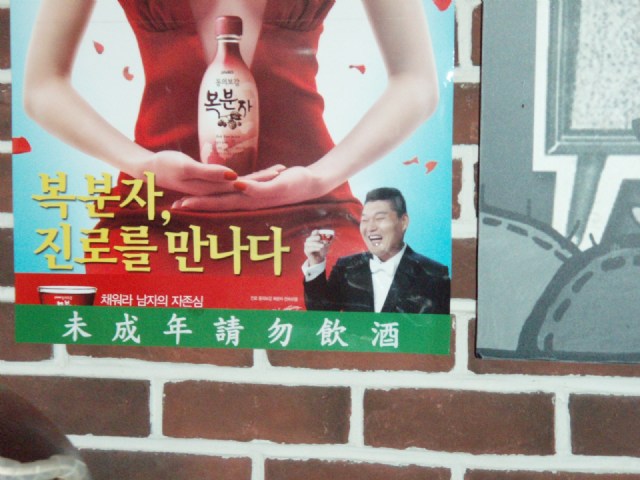 복분자
복분자,
진로를 만나다
채워라 남자의 자존심
未成年請勿飲酒